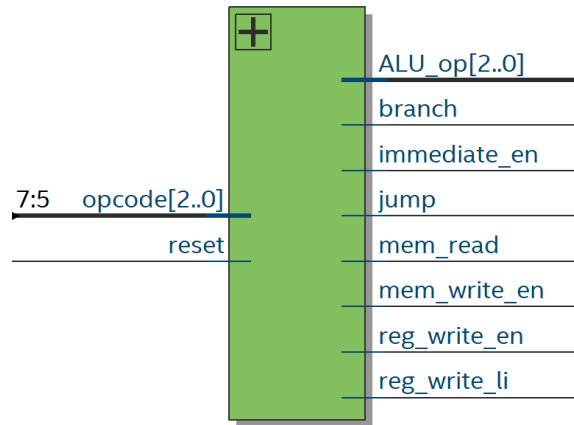 ALU_op[2..0]
branch
immediate_en
7:5 opcode[2..0] jump
reset mem_read
mem_write_en
reg_write_en
reg_write_li